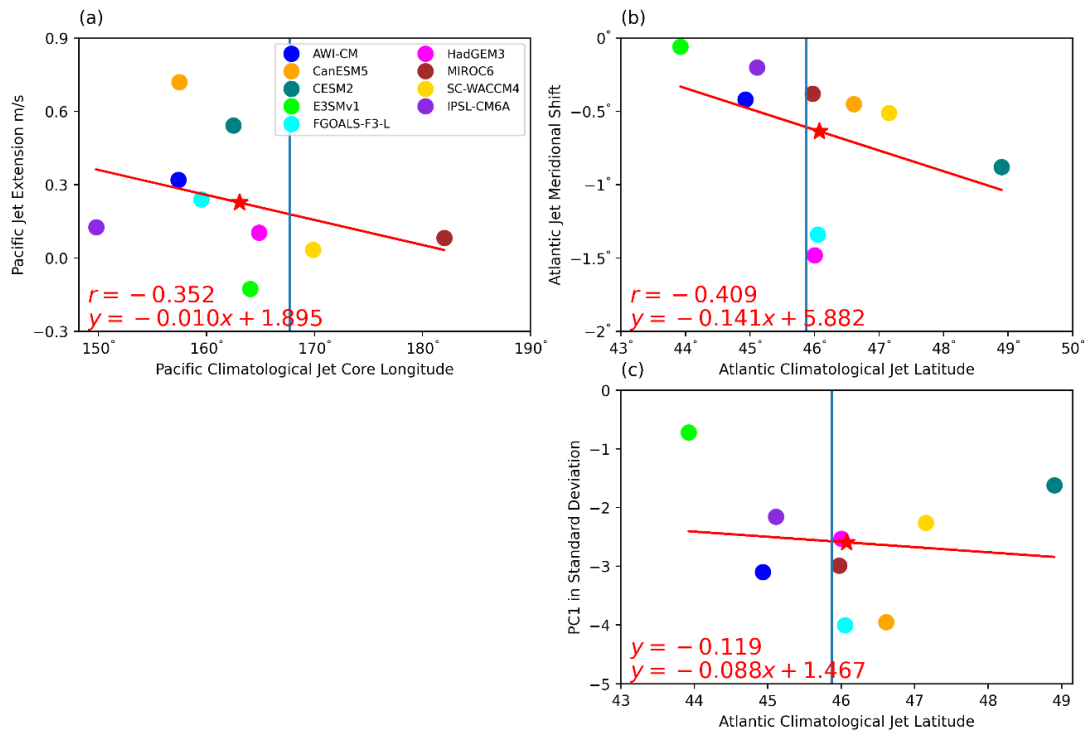 (a)
0.9
0.6
0.3
0.0
−0.3
Pacific Jet Extension m/s
AWI-CM
CanESM5
CESM2
E3SMv1
FGOALS-F3-L
HadGEM3
MIROC6
SC-WACCM4
IPSL-CM6A
r = −0.352
y = −0.010x + 1.895
150°
160°
170°
180°
190°
Pacific Climatological Jet Core Longitude
(b)
0°
−0.5°
−1°
−1.5°
−2°
Atlantic Jet Meridional Shift
r = −0.409
y = −0.141x + 5.882
43°
44°
45°
46°
47°
48°
49°
50°
Atlantic Climatological Jet Latitude
(c)
0
−1
−2
−3
−4
−5
PC1 in Standard Deviation
y = −0.119
y = −0.088x + 1.467
43
44
45
46
47
48
49
Atlantic Climatological Jet Latitude